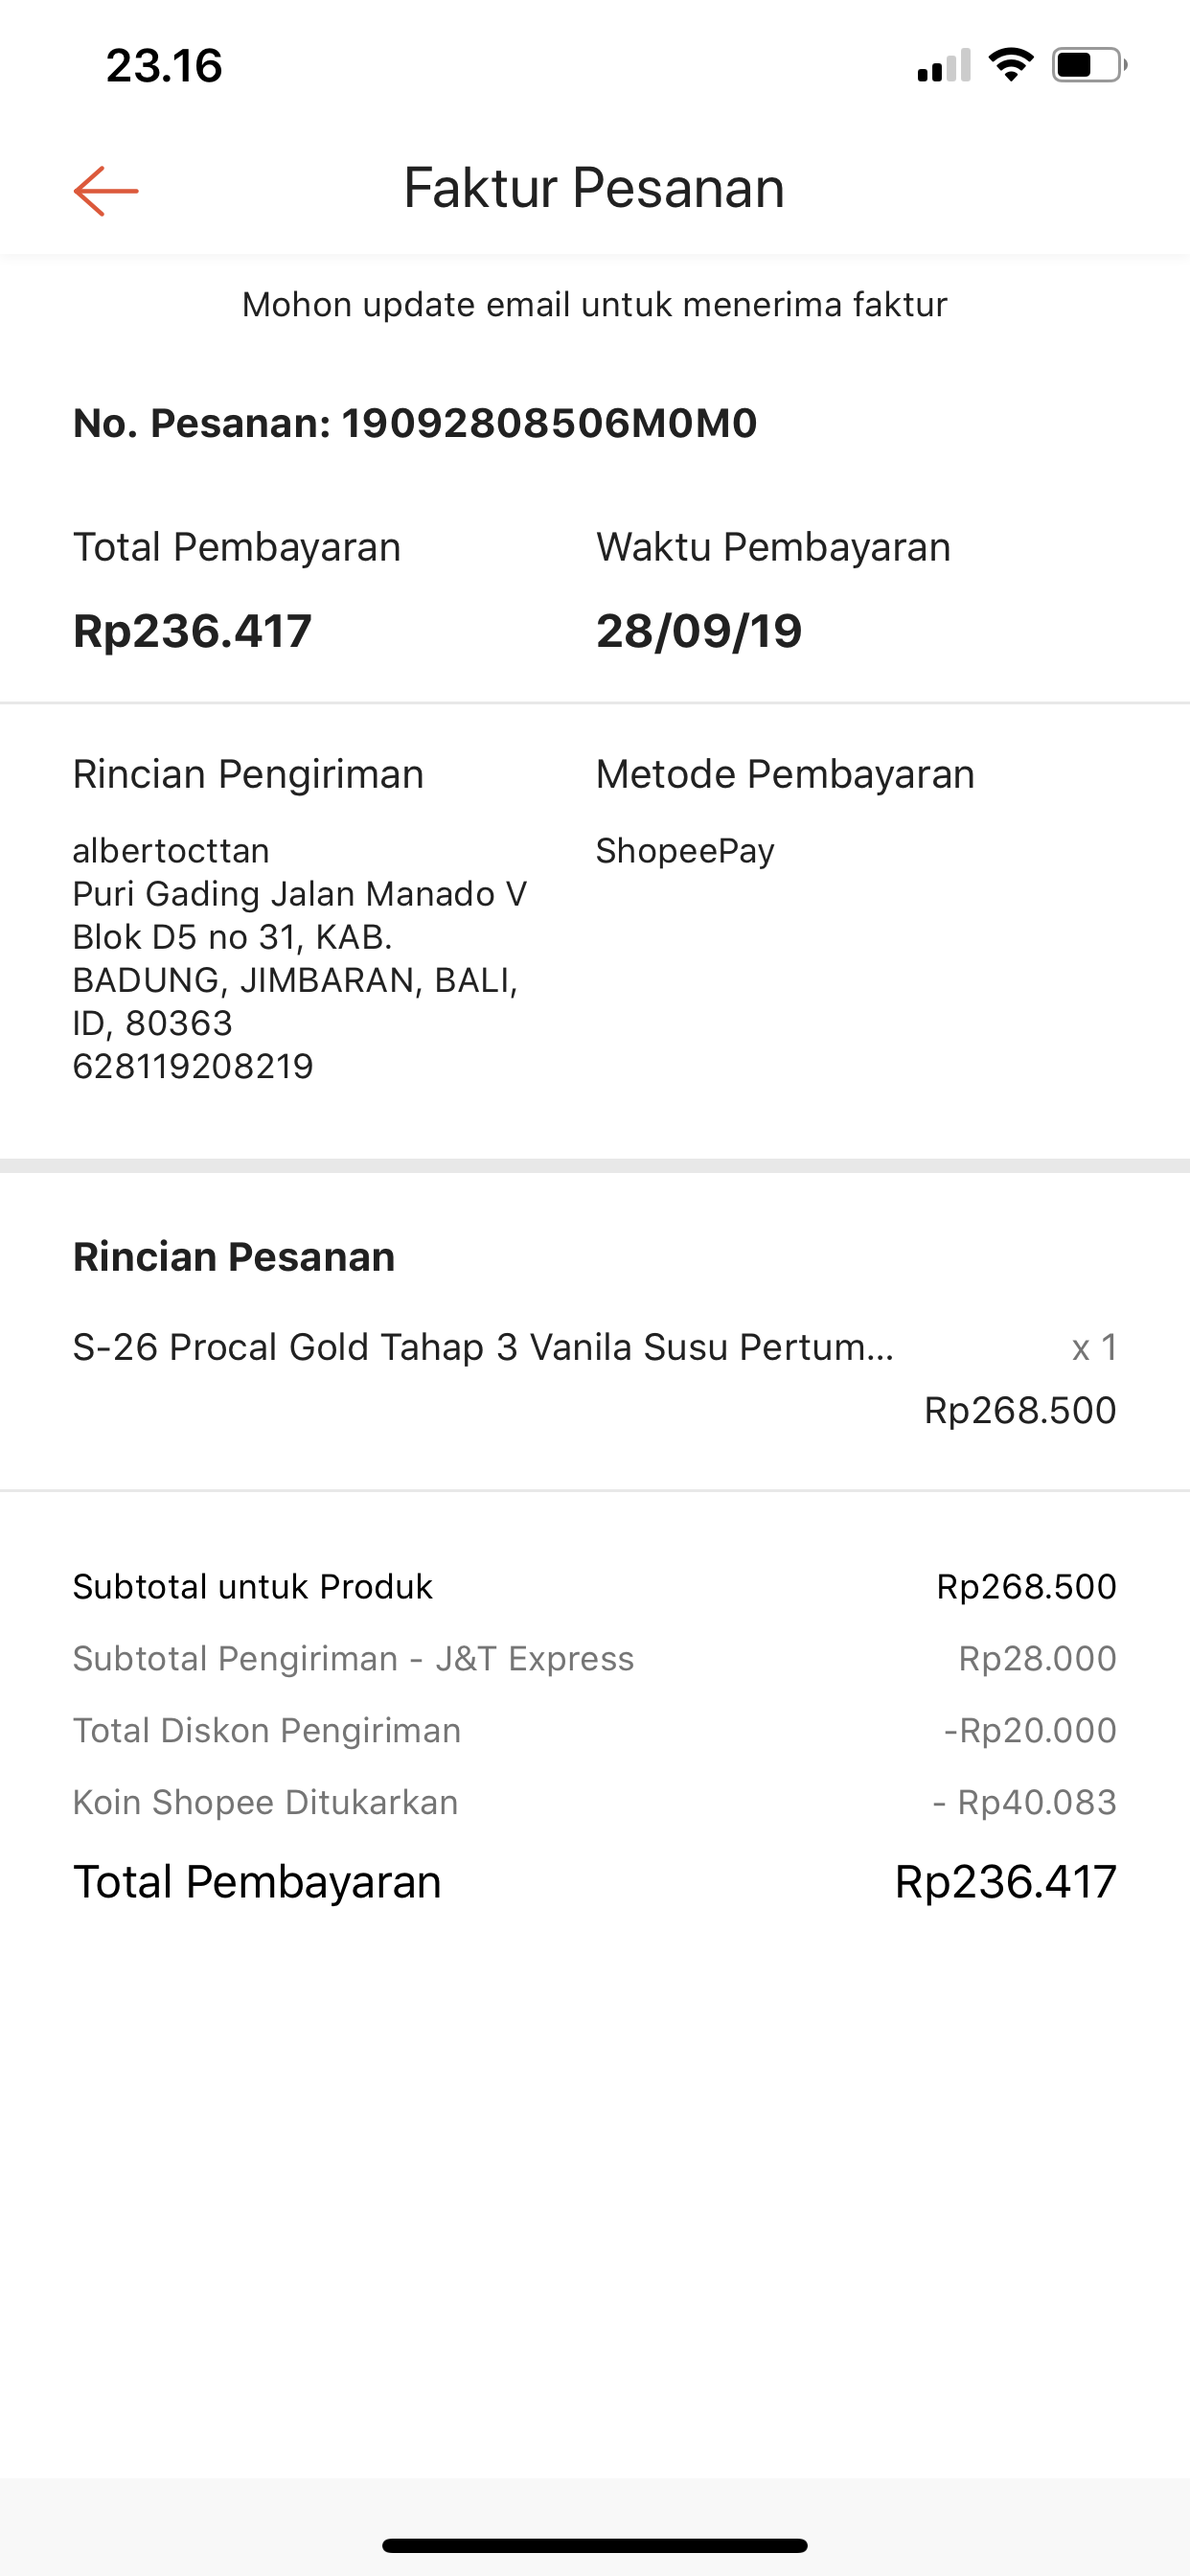 23.16
Faktur Pesanan
Mohon update email untuk menerima faktur
No. Pesanan: 19092808506M0M0
Total Pembayaran
Waktu Pembayaran
Rp236.417
28/09/19
Rincian Pengiriman
Metode Pembayaran
albertocttan
ShopeePay
Puri Gading Jalan Manado V
Blok D5 no 31, KAB.
BADUNG, JIMBARAN, BALI,
ID, 80363
628119208219
Rincian Pesanan
S-26 Procal Gold Tahap 3 Vanila Susu Pertum... x 1
Rp268.500
Subtotal untuk Produk Rp268.500
Subtotal Pengiriman - J&T Express Rp28.000
Total Diskon Pengiriman -Rp20.000
Koin Shopee Ditukarkan - Rp40.083
Total Pembayaran Rp236.417